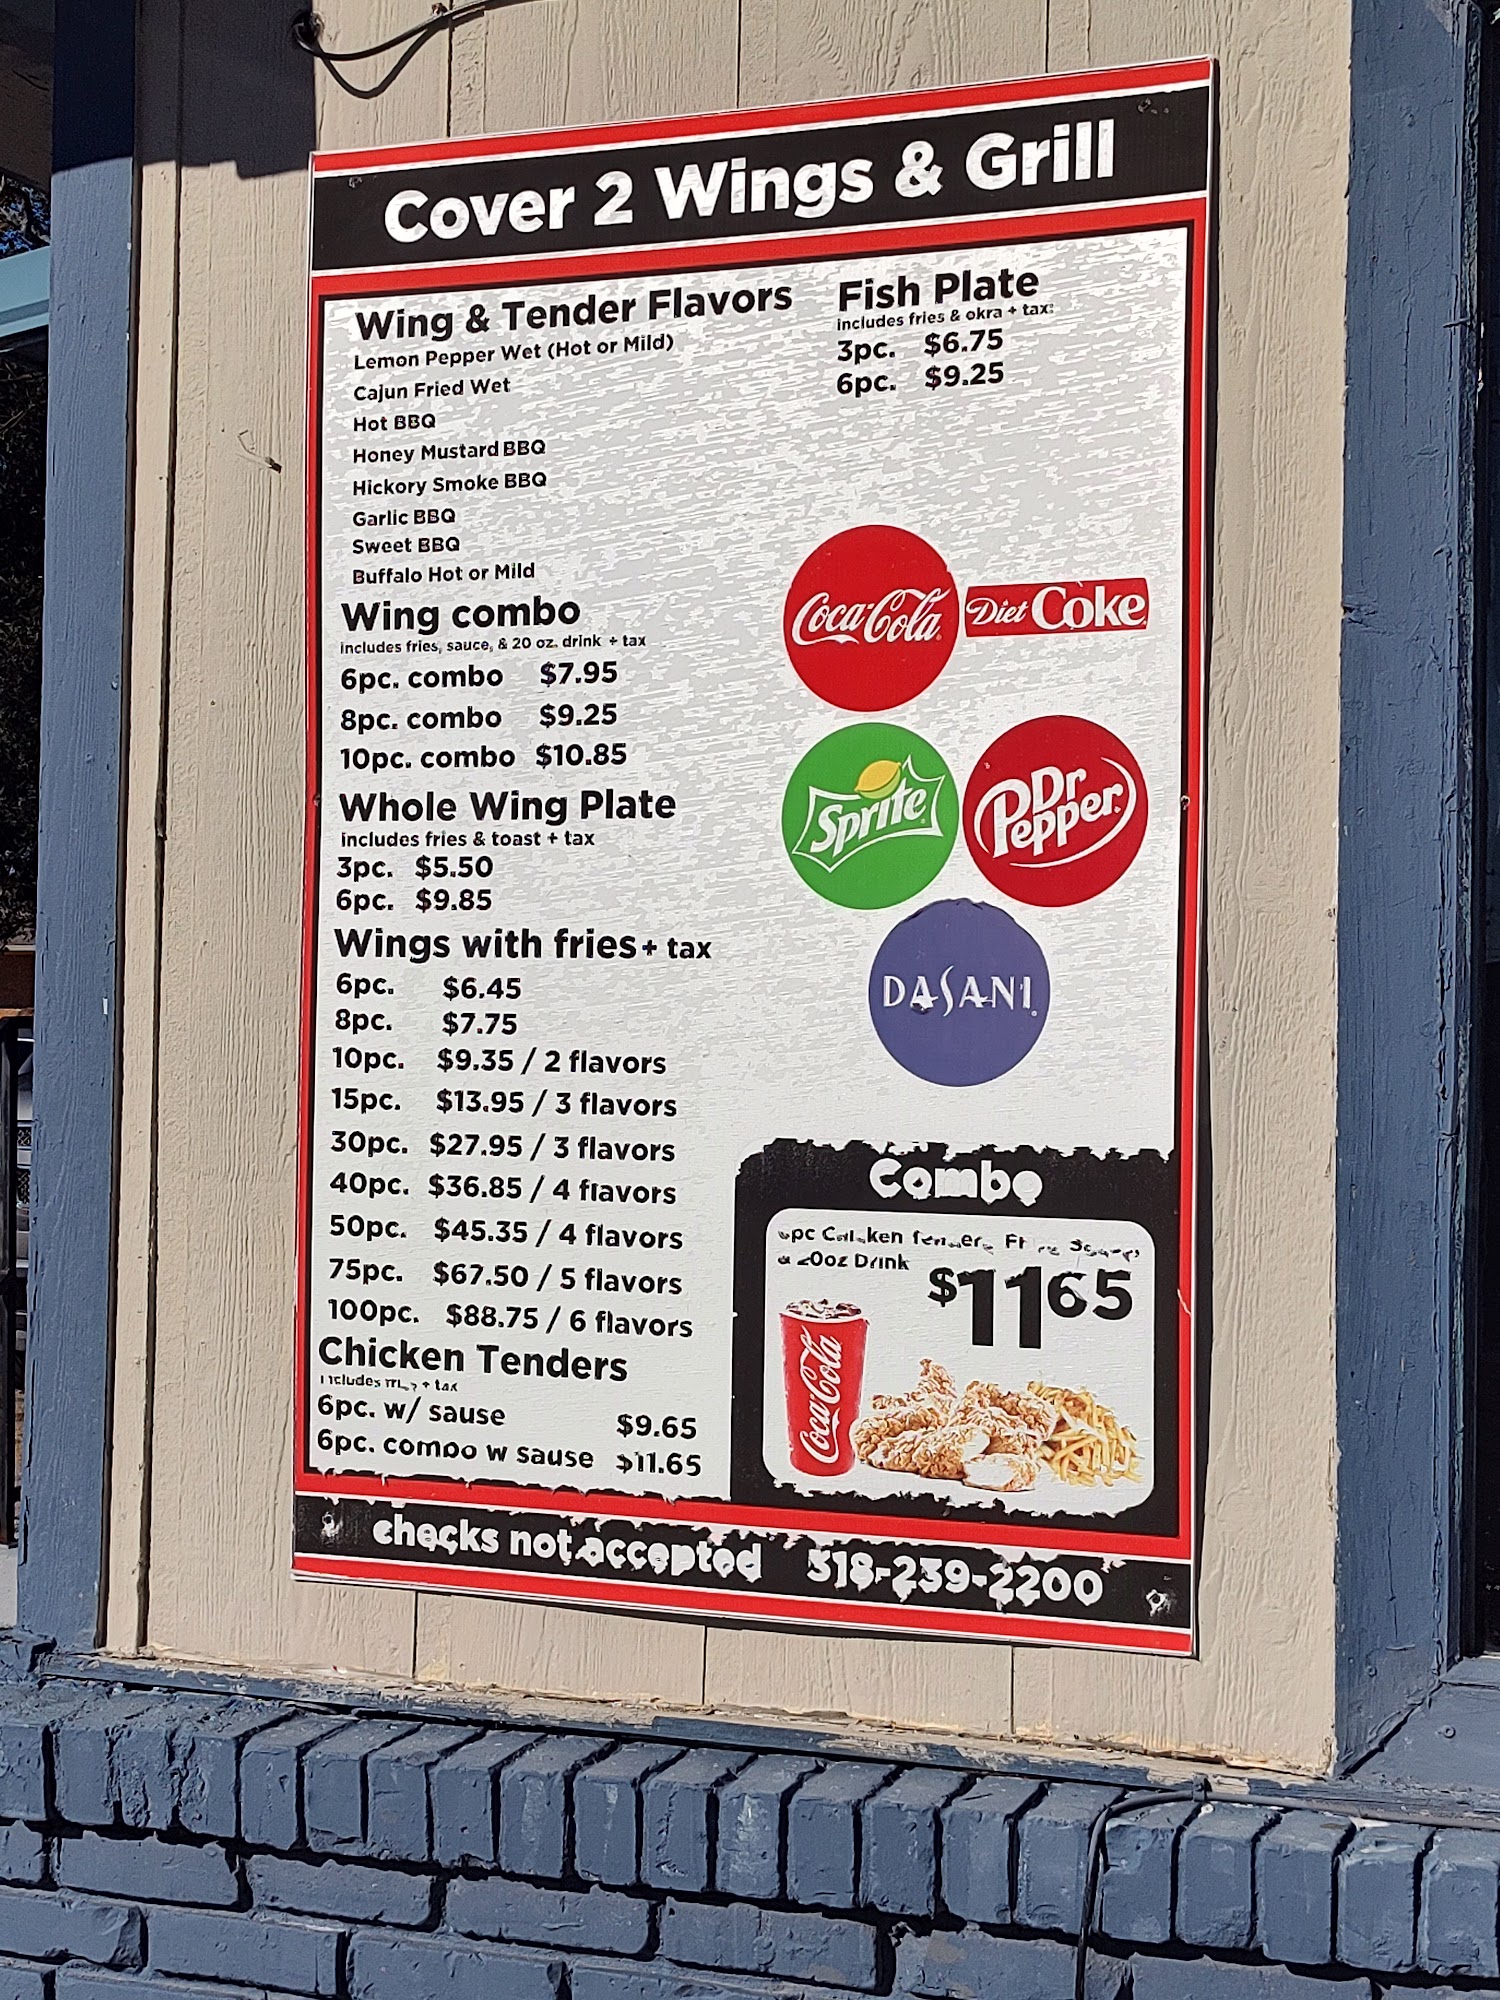 Cover 2 Wings & Grill
Wing & Tender Flavors
Lemon Pepper Wet (Hot or Mild)
Cajun Fried Wet
Hot BBQ
Honey Mustard BBQ
Hickory Smoke BBQ
Garlic BBQ
Sweet BBQ
Buffalo Hot or Mild
Wing combo
includes fries, sauce, & 20 oz. drink + tax
6pc. combo $7.95
8pc. combo $9.25
10pc. combo $10.85
Whole Wing Plate
includes fries & toast + tax
3pc. $5.50
6pc. $9.85
Wings with fries + tax
6pc. $6.45
8pc. $7.75
10pc. $9.35 / 2 flavors
15pc. $13.95 / 3 flavors
30pc. $27.95 / 3 flavors
40pc. $36.85 / 4 flavors
50pc. $45.35 / 4 flavors
75pc. $67.50 / 5 flavors
100pc. $88.75 / 6 flavors
Chicken Tenders
includes + tax
6pc. w/ sause $9.65
6pc. combo w sause $11.65
Fish Plate
includes fries & okra + tax:
3pc. $6.75
6pc. $9.25
Coca-Cola
Diet Coke
Sprite
Dr Pepper
DASANI
Combo
pc Chicken Tender
20oz Drink
$1165
Coca-Cola
checks not accepted 318-239-2200